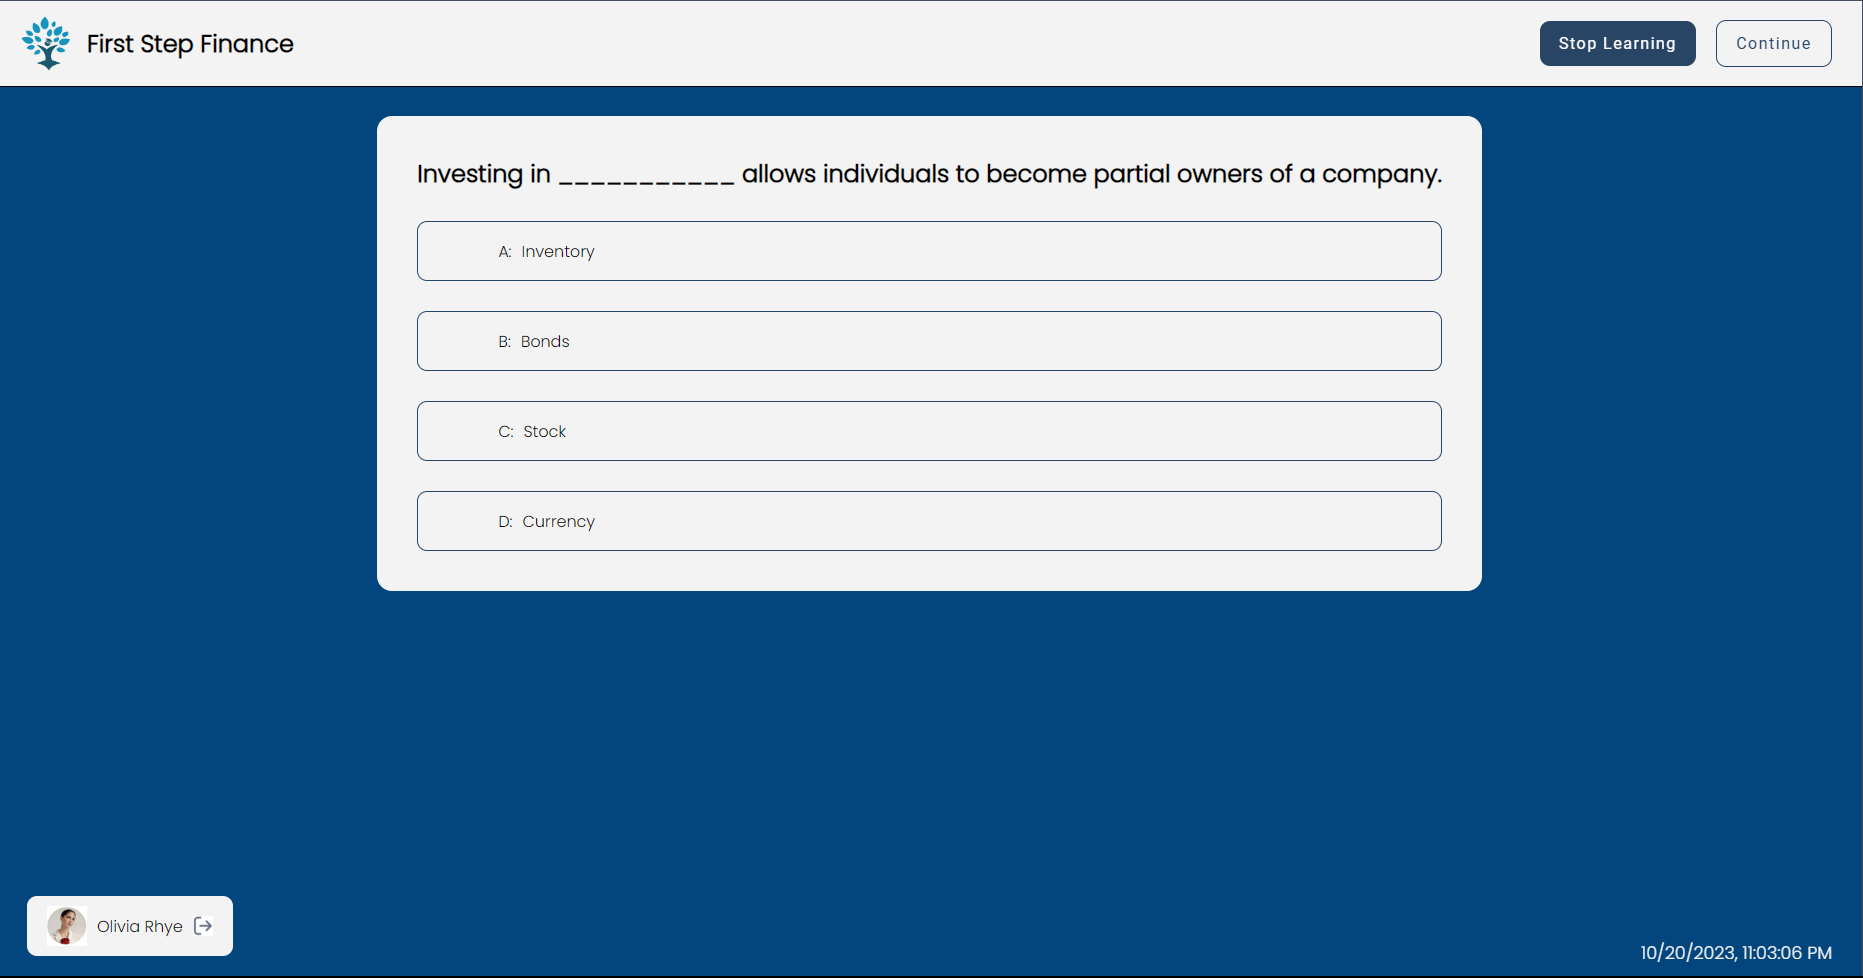 First Step Finance
Stop Learning
Continue
Investing in ___________ allows individuals to become partial owners of a company.
A: Inventory
B: Bonds
C: Stock
D: Currency
Olivia Rhye
10/20/2023, 11:03:06 PM